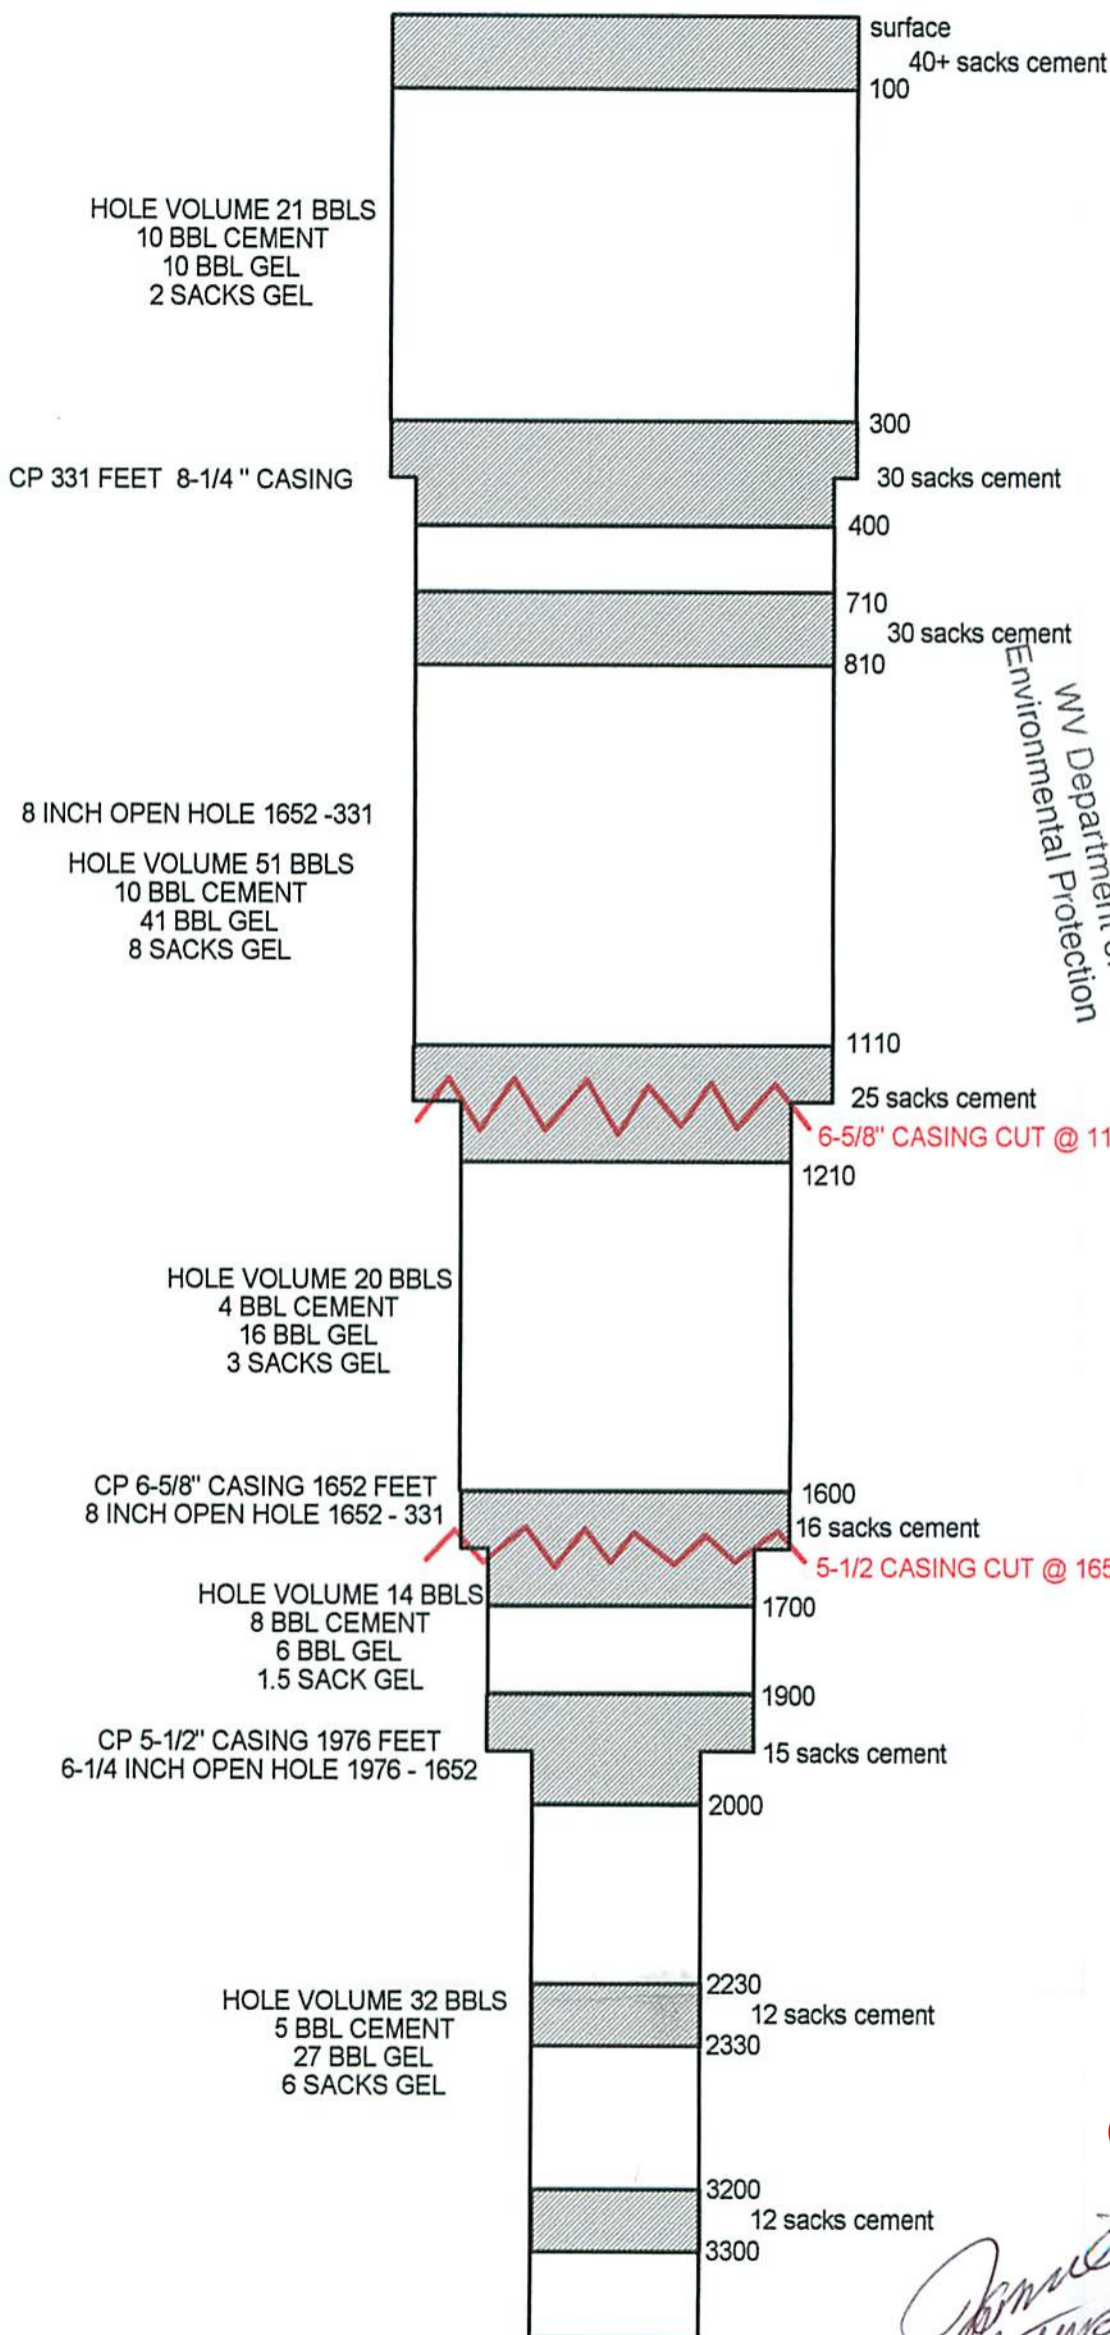 surface
40+ sacks cement
100
HOLE VOLUME 21 BBLS
10 BBL CEMENT
10 BBL GEL
2 SACKS GEL
300
CP 331 FEET 8-1/4 " CASING
30 sacks cement
400
710
30 sacks cement
810
WV Department
Environmental Protection
8 INCH OPEN HOLE 1652 -331
HOLE VOLUME 51 BBLS
10 BBL CEMENT
41 BBL GEL
8 SACKS GEL
1110
25 sacks cement
6-5/8" CASING CUT @ 11
1210
HOLE VOLUME 20 BBLS
4 BBL CEMENT
16 BBL GEL
3 SACKS GEL
CP 6-5/8" CASING 1652 FEET
8 INCH OPEN HOLE 1652 - 331
1600
16 sacks cement
5-1/2 CASING CUT @ 165
HOLE VOLUME 14 BBLS
8 BBL CEMENT
6 BBL GEL
1.5 SACK GEL
1700
1900
CP 5-1/2" CASING 1976 FEET
6-1/4 INCH OPEN HOLE 1976 - 1652
15 sacks cement
2000
2230
HOLE VOLUME 32 BBLS
5 BBL CEMENT
27 BBL GEL
6 SACKS GEL
12 sacks cement
2330
3200
12 sacks cement
3300